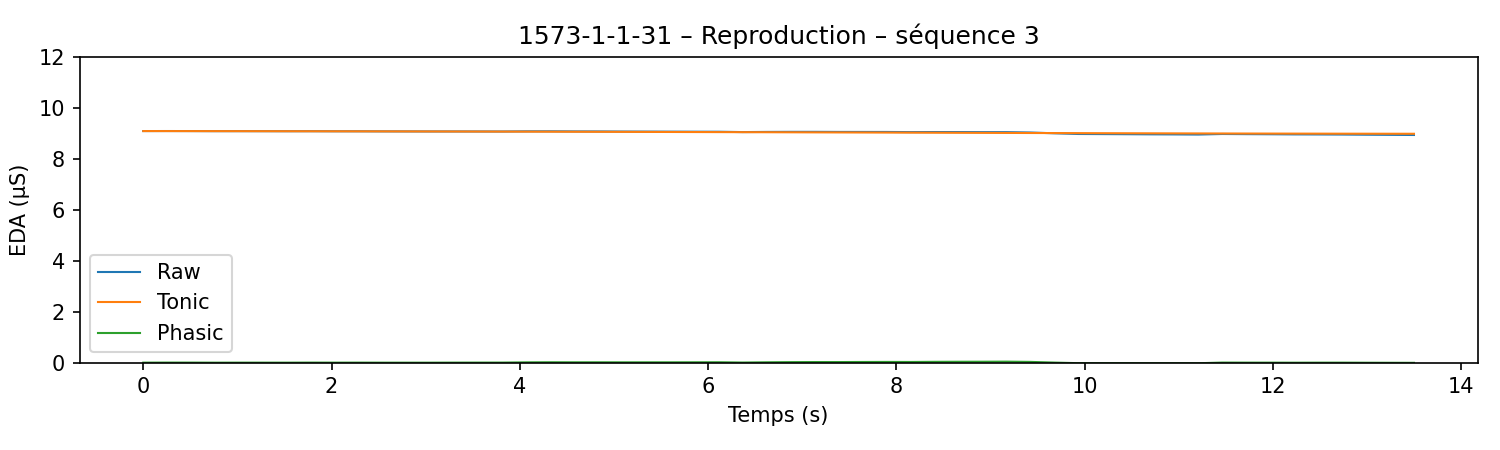 1573-1-1-31 – Reproduction – séquence 3
EDA (µS)
12
10
8
6
4
2
0
Raw
Tonic
Phasic
0 2 4 6 8 10 12 14
Temps (s)